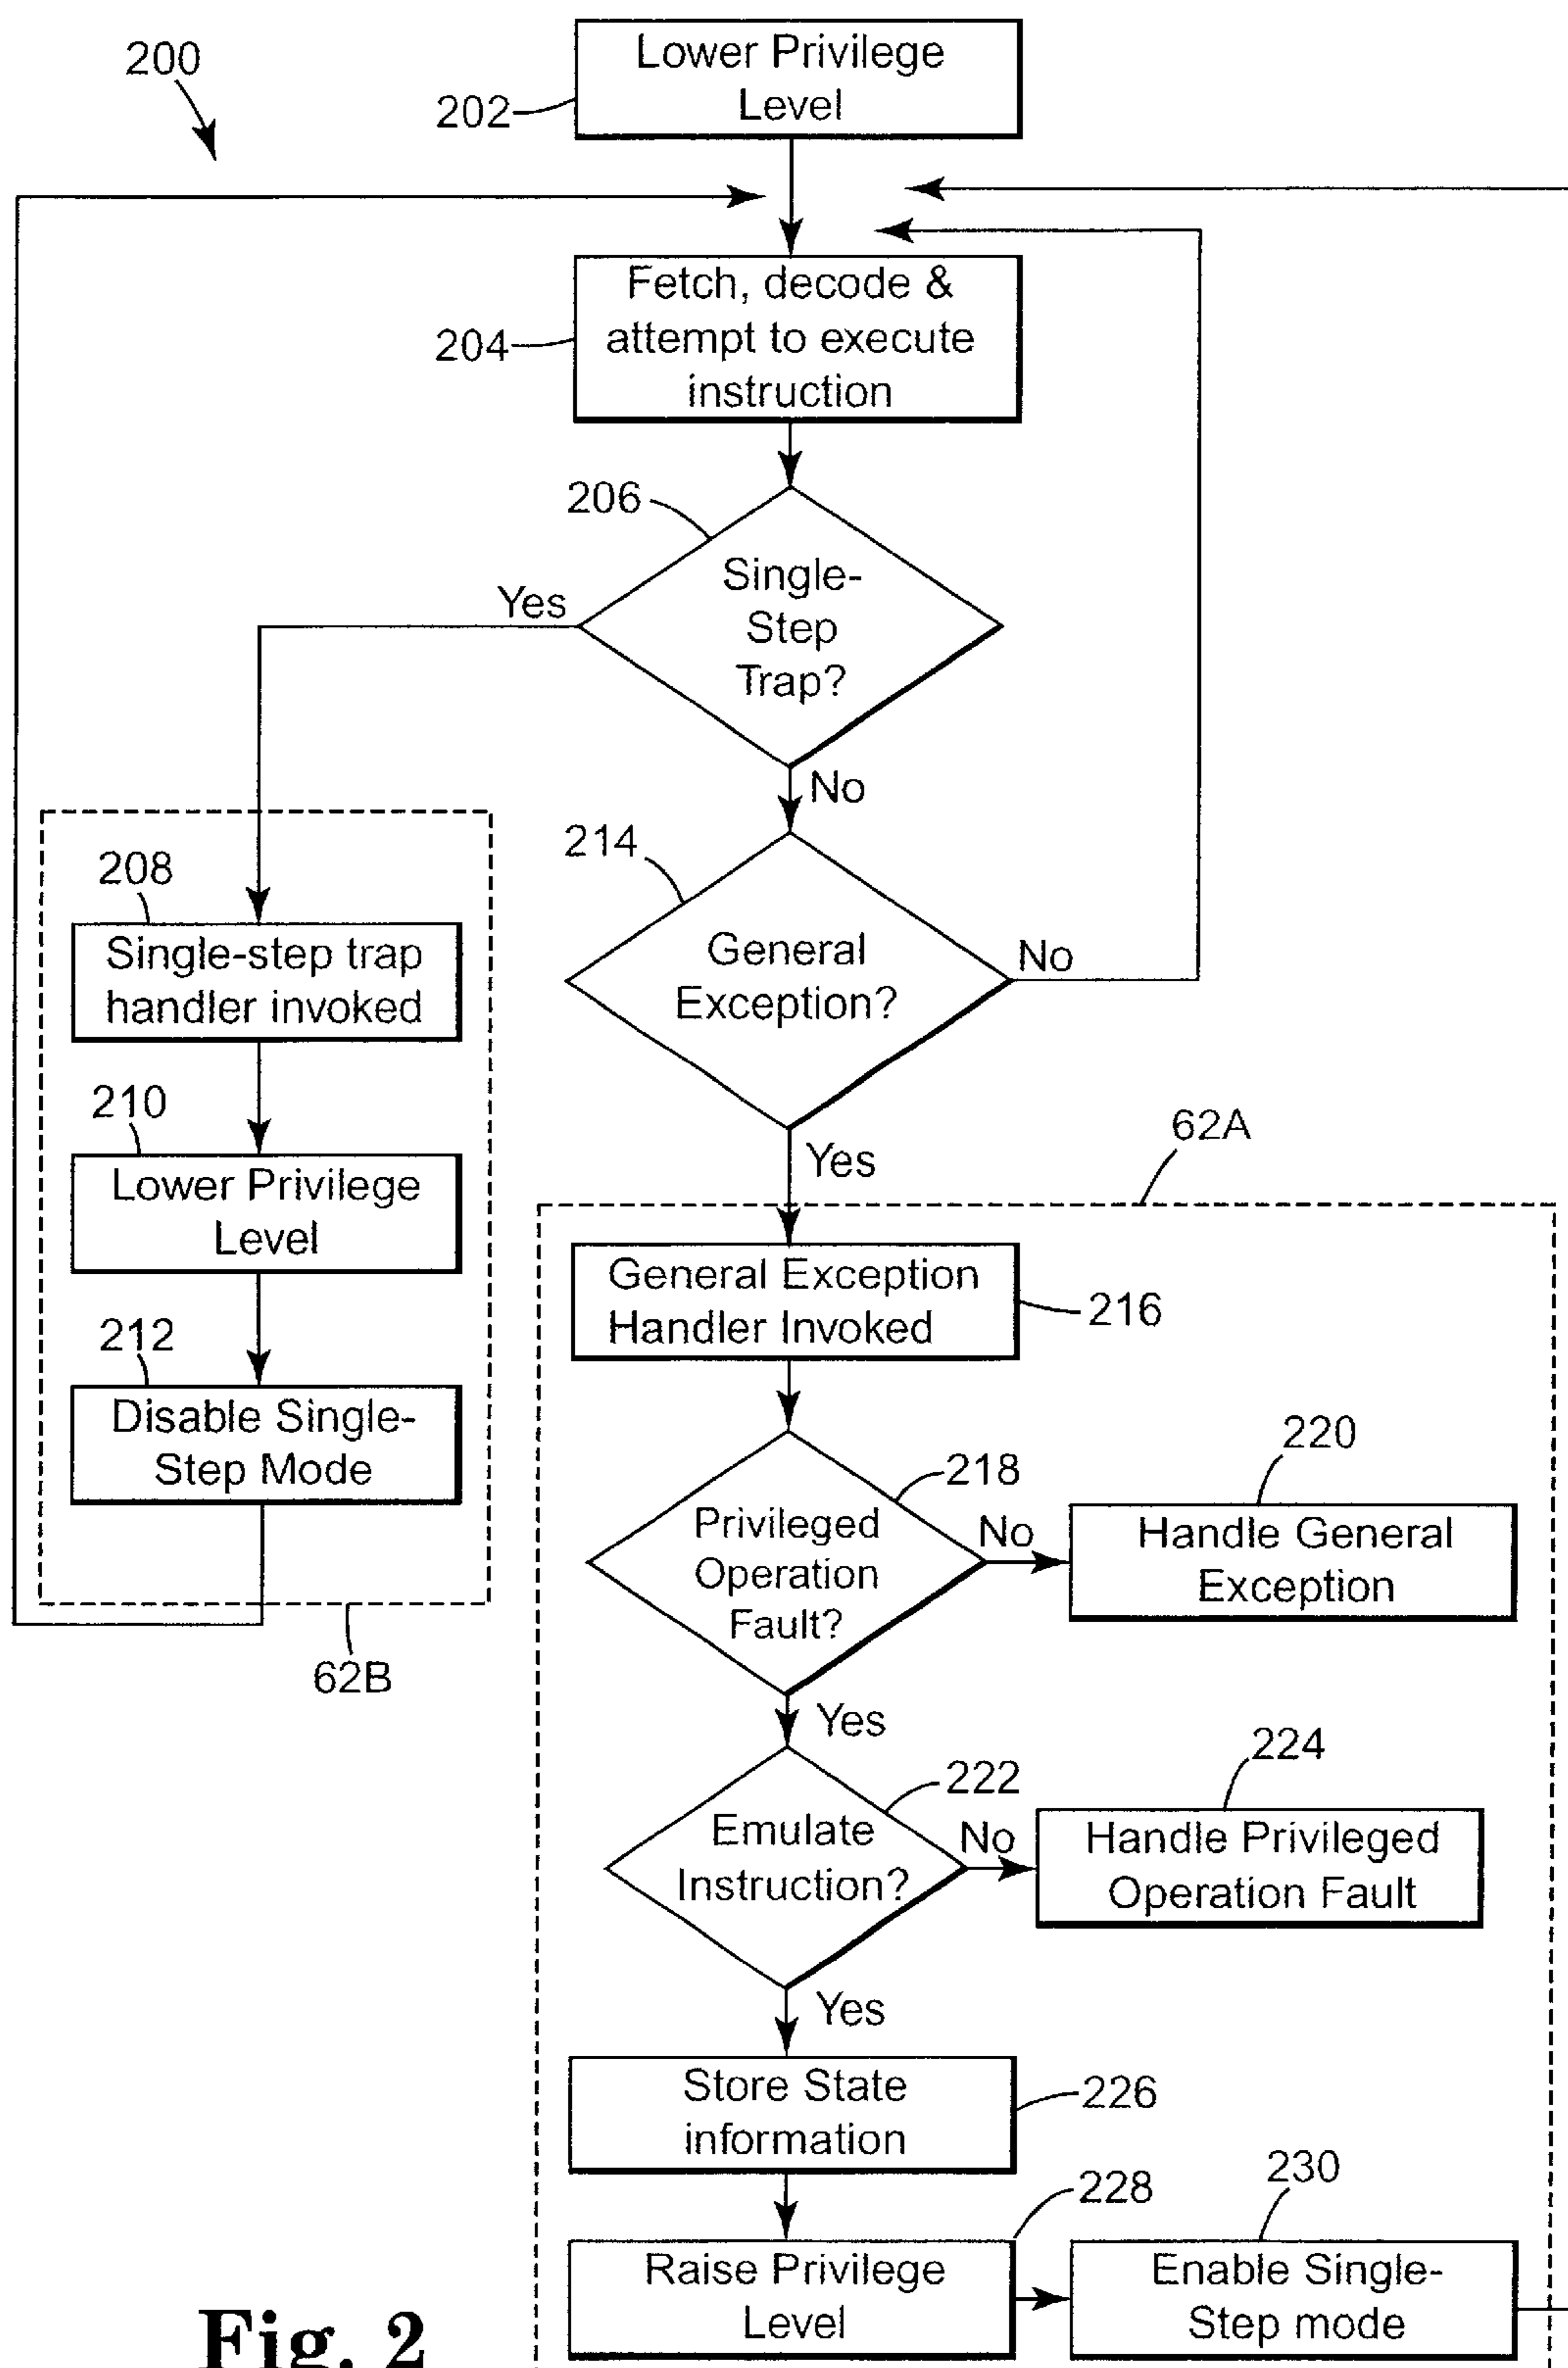 200
Lower Privilege
Level
202
Fetch, decode &
attempt to execute
instruction
204
206
Single-
Step
Trap?
Yes
No
214
General
Exception?
No
Yes
208
Single-step trap
handler invoked
210
Lower Privilege
Level
212
Disable Single-
Step Mode
62B
62A
General Exception
Handler Invoked
216
218
Privileged
Operation
Fault?
No
220
Handle General
Exception
Yes
222
Emulate
Instruction?
No
224
Handle Privileged
Operation Fault
Yes
Store State
information
226
228
Raise Privilege
Level
230
Enable Single-
Step mode
Fig. 2